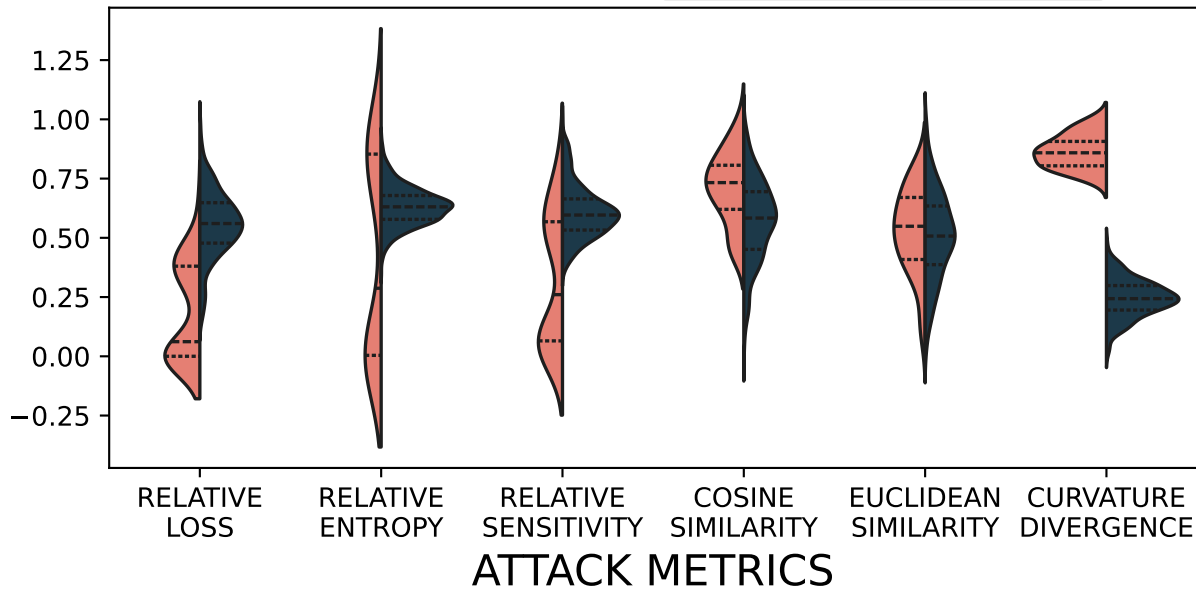 1.25
1.00
0.75
0.50
0.25
0.00
−0.25
RELATIVE
LOSS
RELATIVE
ENTROPY
RELATIVE
SENSITIVITY
COSINE
SIMILARITY
EUCLIDEAN
SIMILARITY
CURVATURE
DIVERGENCE
ATTACK METRICS